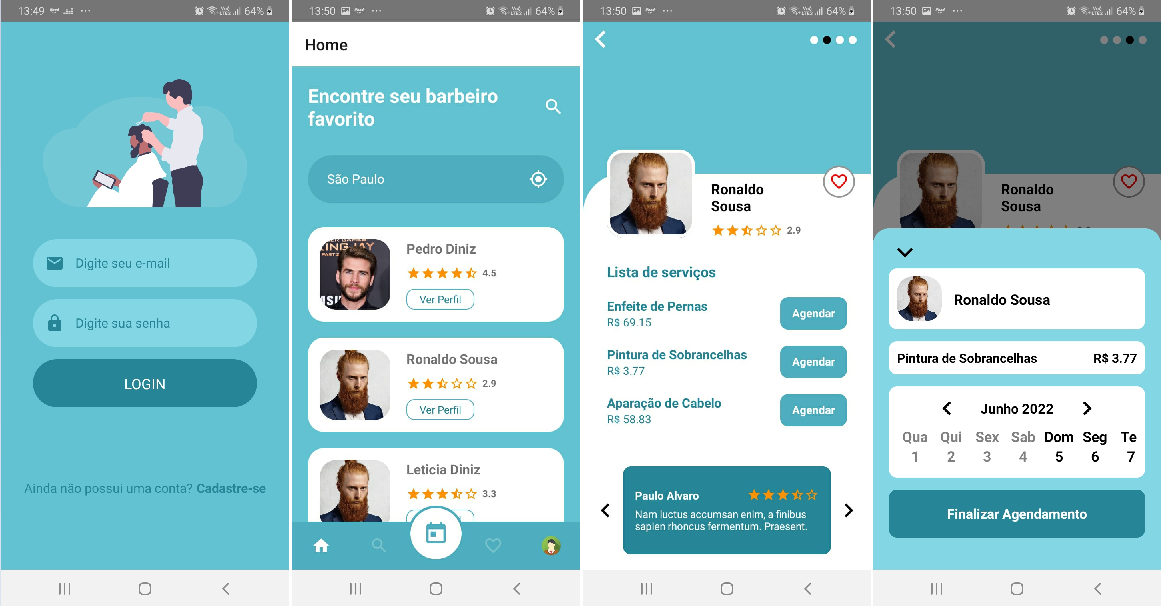 13:49
64%
Digite seu e-mail
Digite sua senha
LOGIN
Ainda não possui uma conta? Cadastre-se
13:50
64%
Home
Encontre seu barbeiro
favorito
São Paulo
Pedro Diniz
4.5
Ver Perfil
Ronaldo Sousa
2.9
Ver Perfil
Leticia Diniz
3.3
13:50
64%
Ronaldo
Sousa
2.9
Lista de serviços
Enfeite de Pernas
R$ 69.15
Agendar
Pintura de Sobrancelhas
R$ 3.77
Agendar
Aparação de Cabelo
R$ 58.83
Agendar
Paulo Alvaro
Nam luctus accumsan enim, a finibus
sapien rhoncus fermentum. Praesent.
13:50
64%
Ronaldo
Sousa
Ronaldo Sousa
Pintura de Sobrancelhas R$ 3.77
Junho 2022
Qua Qui Sex Sab Dom Seg Te
1 2 3 4 5 6 7
Finalizar Agendamento